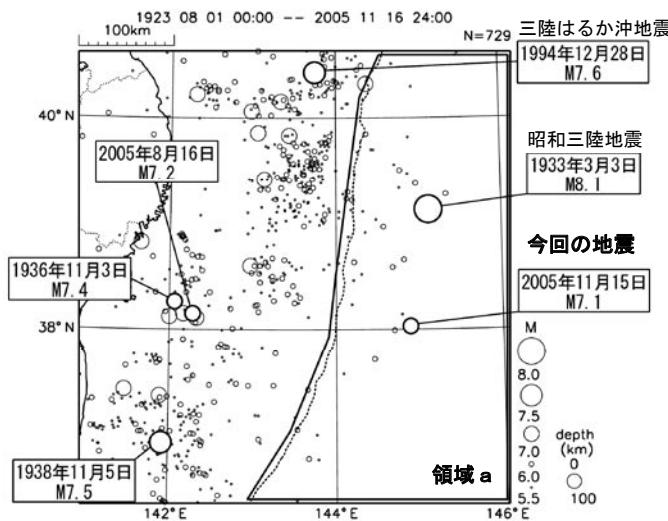 1923 08 01 00:00 -- 2005 11 16 24:00
100km
N=729
三陸はるか沖地震
1994年12月28日
M7.6
40°N
2005年8月16日
M7.2
昭和三陸地震
1933年3月3日
M8.1
今回の地震
1936年11月3日
M7.4
2005年11月15日
M7.1
38°N
M
8.0
7.5
7.0
6.0
5.5
depth
(km)
0
100
1938年11月5日
M7.5
領域a
142°E
144°E
146°E